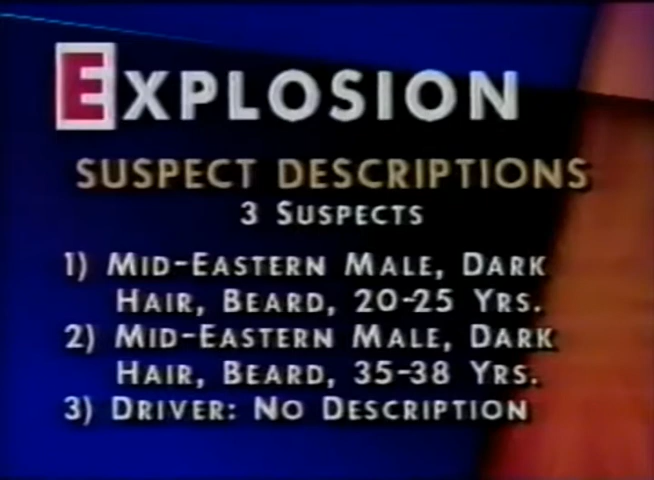 EXPLOSION
SUSPECT DESCRIPTIONS
3 SUSPECTS
1) MID-EASTERN MALE, DARK
HAIR, BEARD, 20-25 YRS.
2) MID-EASTERN MALE, DARK
HAIR, BEARD, 35-38 YRS.
3) DRIVER: NO DESCRIPTION